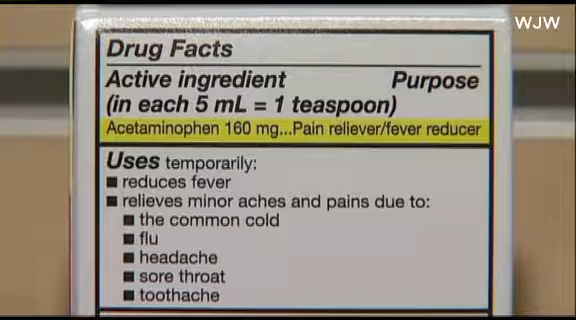 WJW
Drug Facts
Active ingredient Purpose
(in each 5 mL = 1 teaspoon)
Acetaminophen 160 mg...Pain reliever/fever reducer
Uses temporarily:
■ reduces fever
■ relieves minor aches and pains due to:
■ the common cold
■ flu
■ headache
■ sore throat
■ toothache